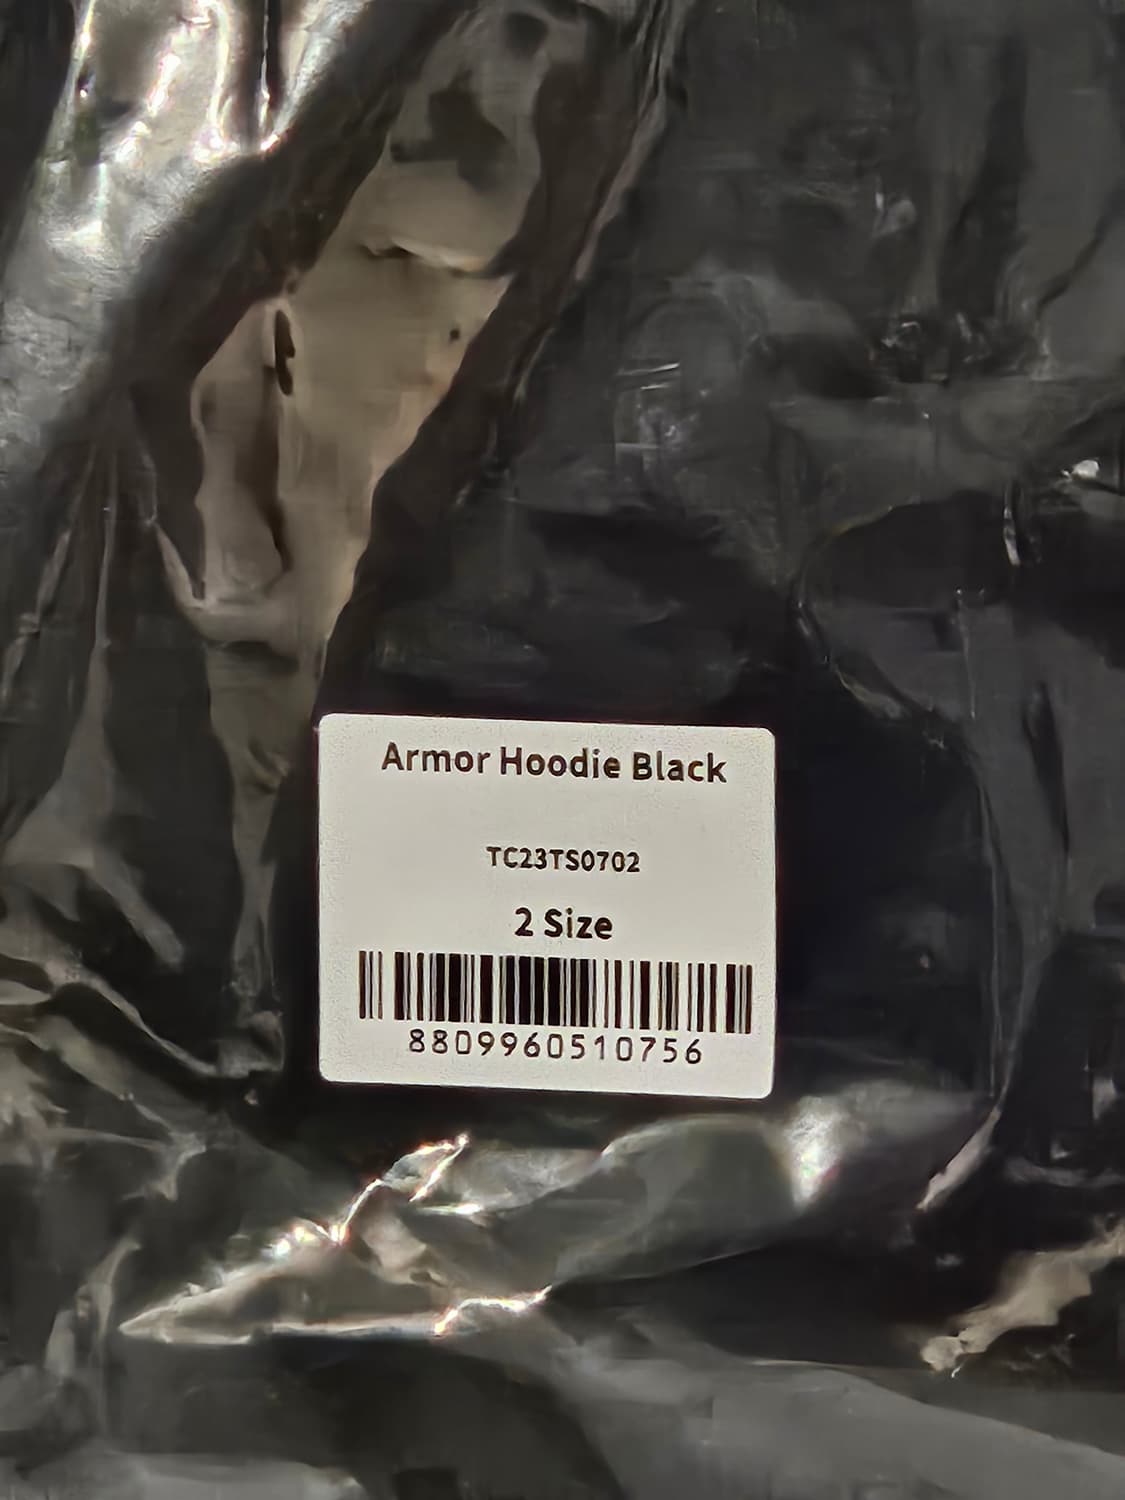 Armor Hoodie Black
TC23TS0702
2 Size
8809960510756